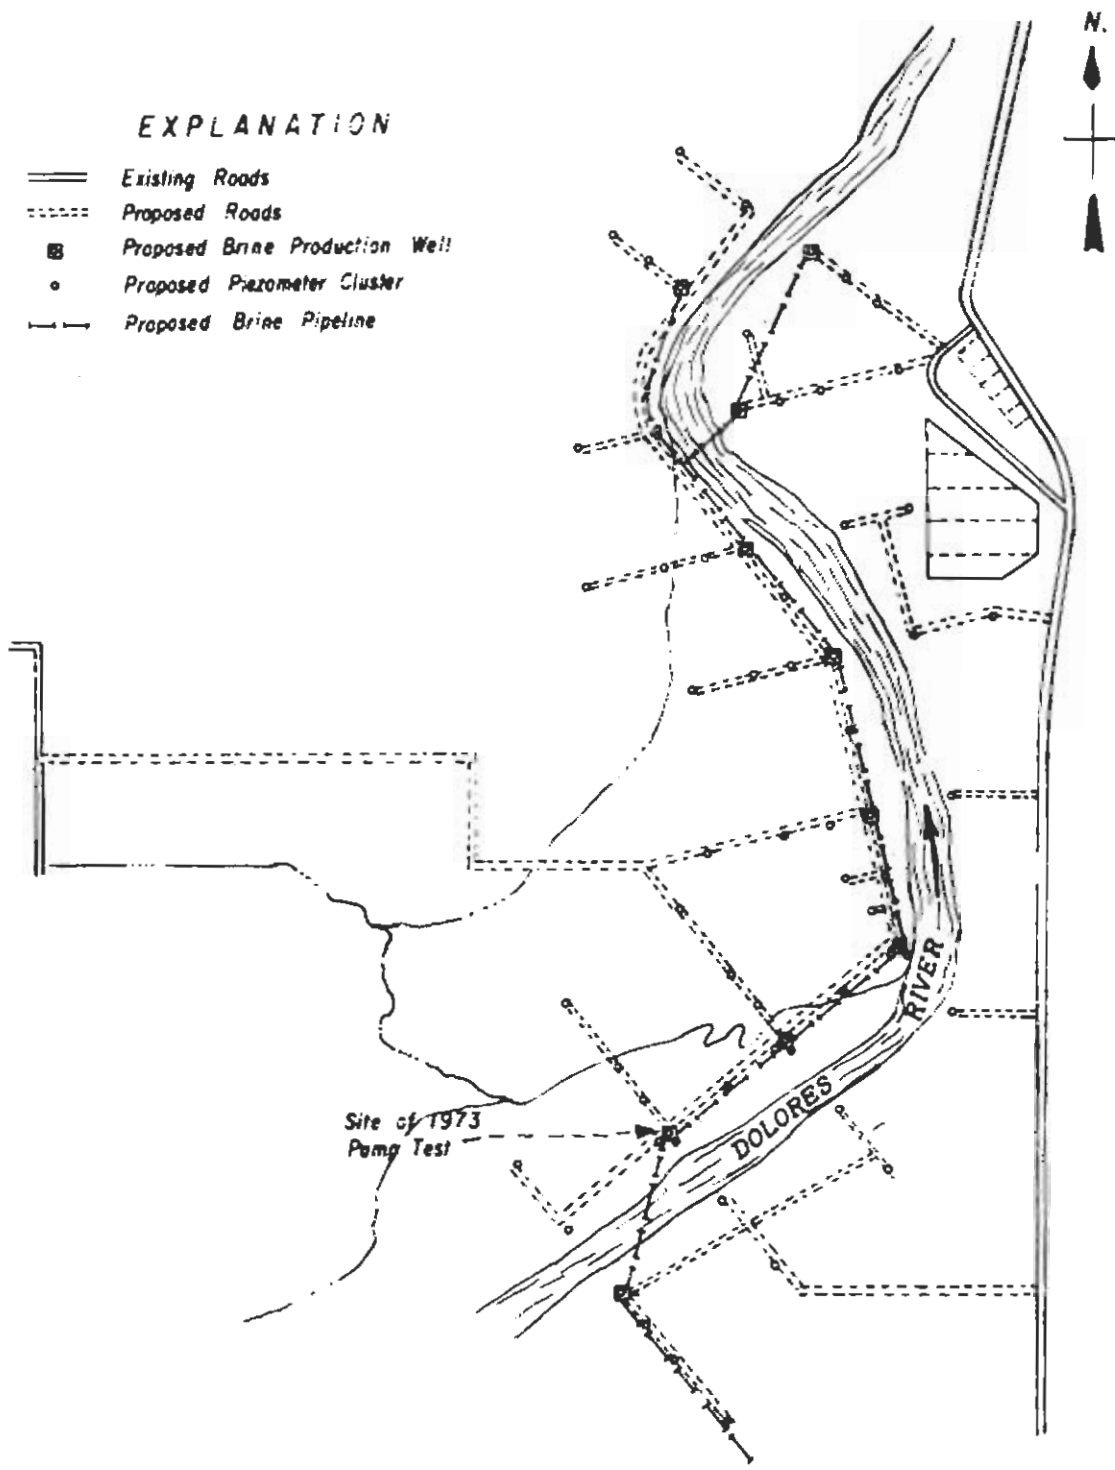 N.
EXPLANATION
Existing Roads
Proposed Roads
Proposed Brine Production Well
Proposed Piezometer Cluster
Proposed Brine Pipeline
RIVER
DOLORES
Site of 1973
Pump Test